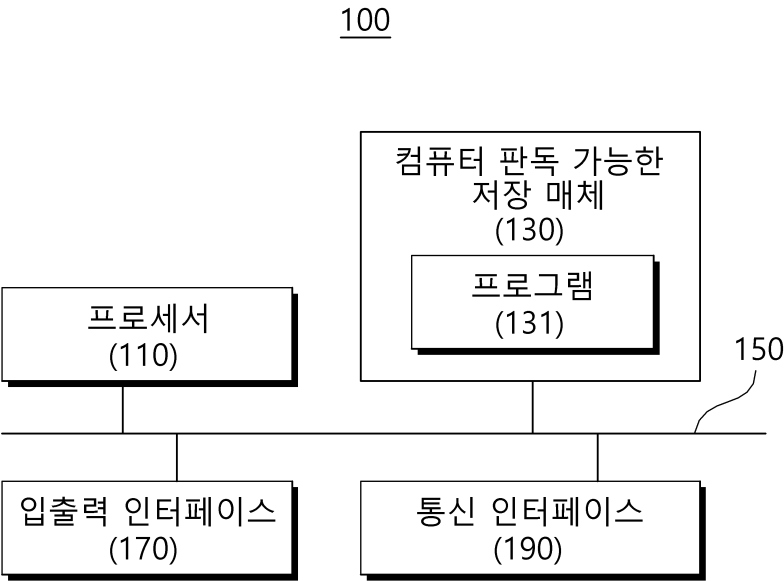 100
컴퓨터 판독 가능한
저장 매체
(130)
프로그램
(131)
프로세서
(110)
150
입출력 인터페이스
(170)
통신 인터페이스
(190)